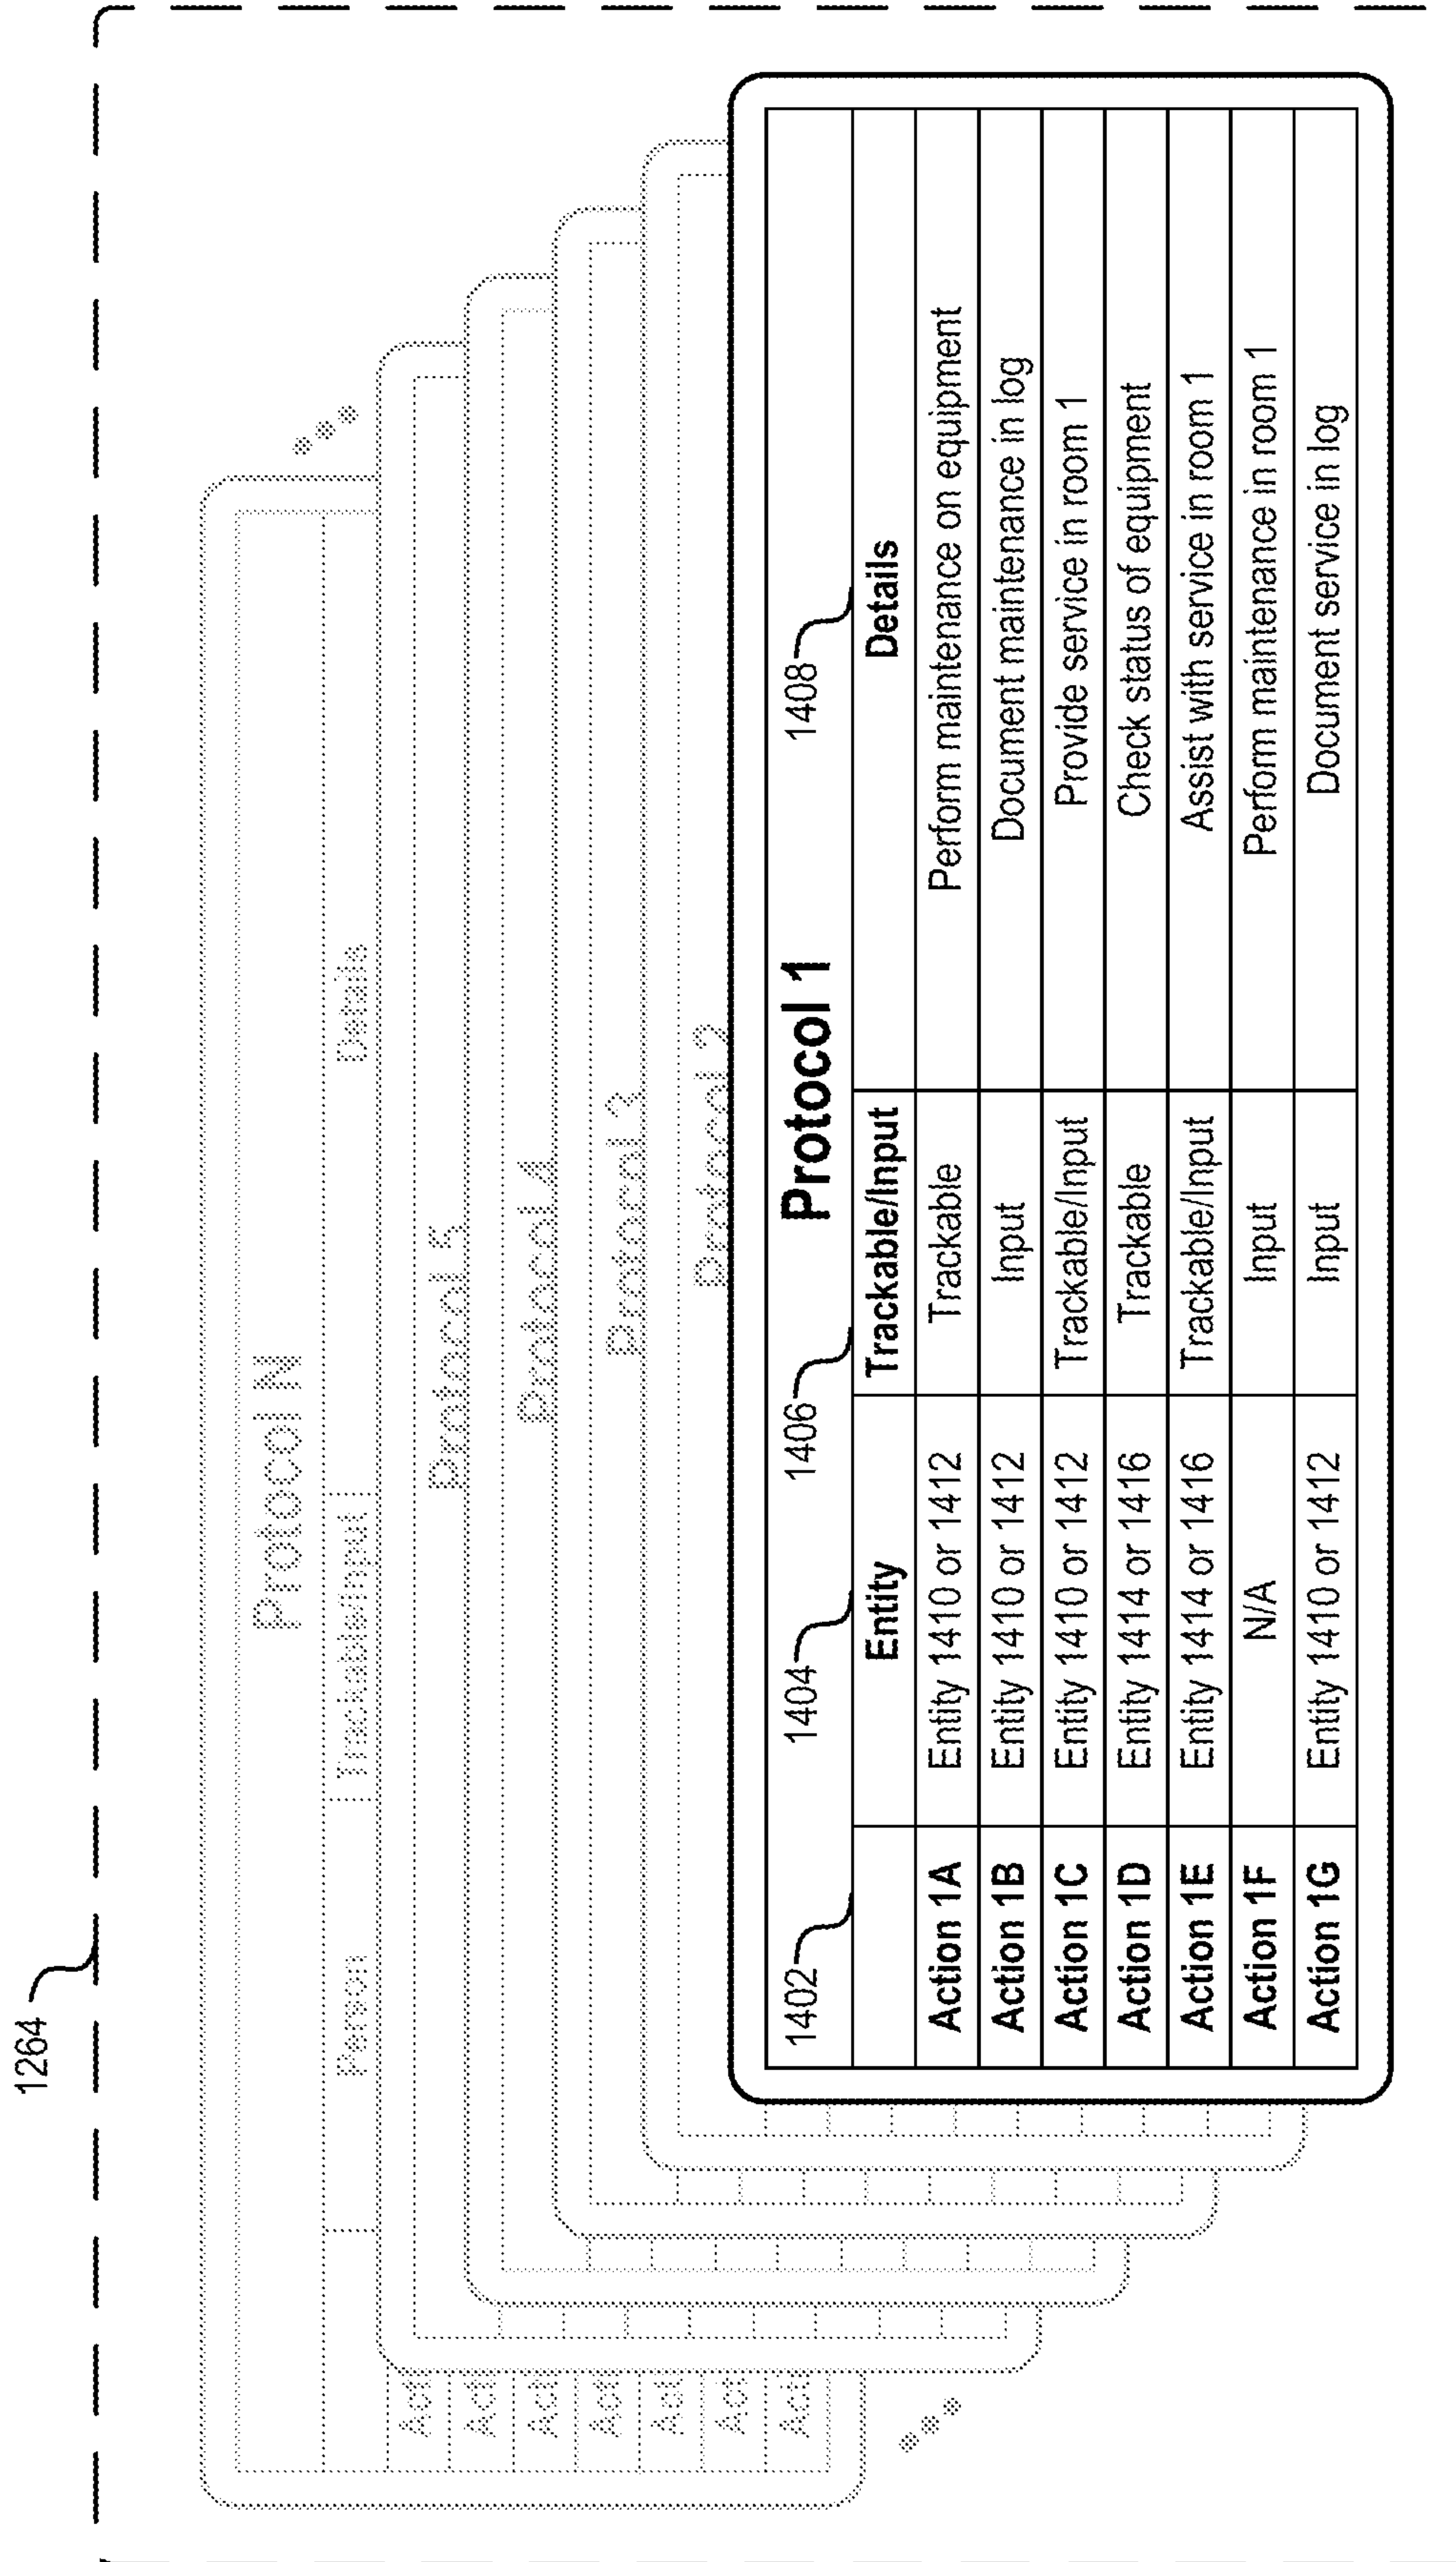 1264
Protocol N
Person Trackable/Input Details
Protocol 5
Protocol 4
Protocol 3
Protocol 2
Protocol 1
1402 1404 1406 1408
Entity Trackable/Input Details
Action 1A Entity 1410 or 1412 Trackable Perform maintenance on equipment
Action 1B Entity 1410 or 1412 Input Document maintenance in log
Action 1C Entity 1410 or 1412 Trackable/Input Provide service in room 1
Action 1D Entity 1414 or 1416 Trackable Check status of equipment
Action 1E Entity 1414 or 1416 Trackable/Input Assist with service in room 1
Action 1F N/A Input Perform maintenance in room 1
Action 1G Entity 1410 or 1412 Input Document service in log